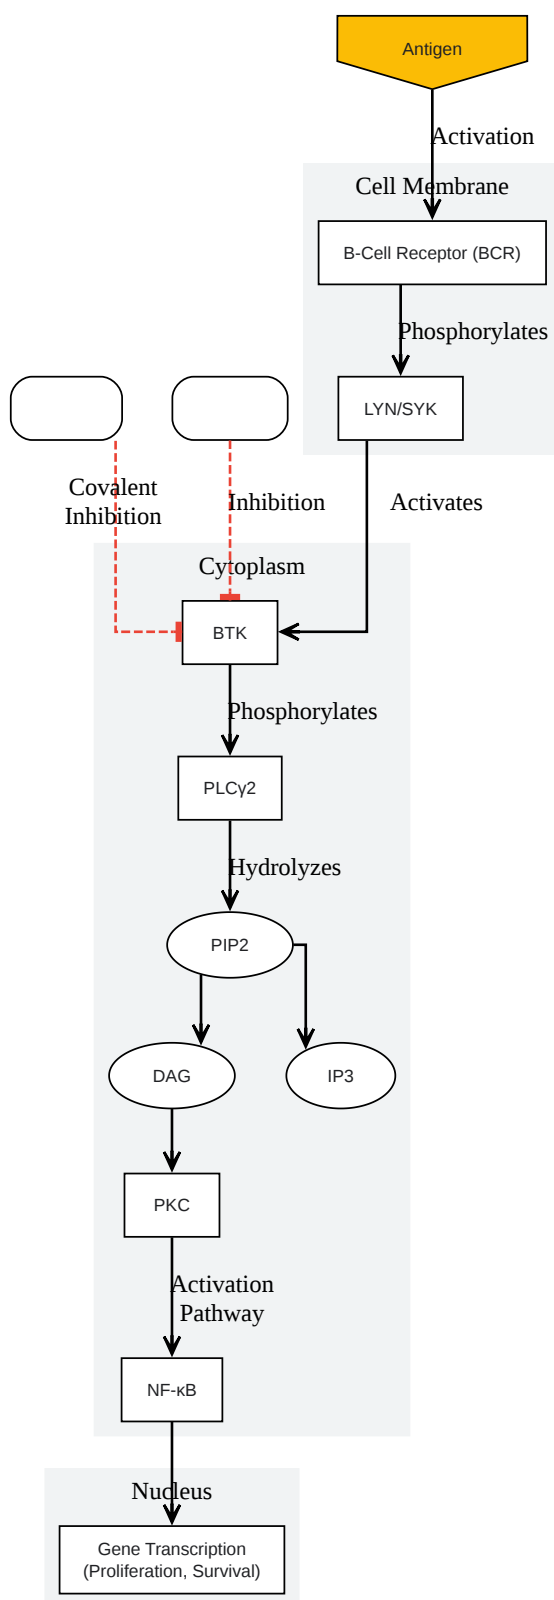 Antigen
Activation
Cell Membrane
B-Cell Receptor (BCR)
Phosphorylates
LYN/SYK
Covalent
Inhibition
Inhibition
Activates
Cytoplasm
BTK
Phosphorylates
PLCγ2
Hydrolyzes
PIP2
DAG
IP3
PKC
Activation
Pathway
NF-κB
Nucleus
Gene Transcription
(Proliferation, Survival)